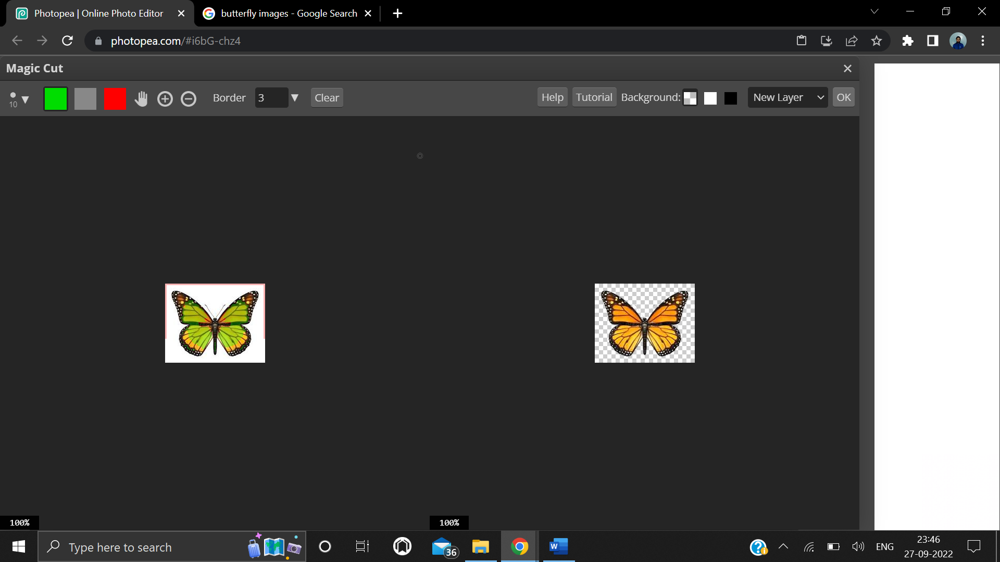 Photopea | Online Photo Editor
butterfly images - Google Search
photopea.com/#i6bG-chz4
Magic Cut
10
Border 3 Clear
Help Tutorial Background: New Layer OK
100%
100%
Type here to search
36
W
ENG
23:46
27-09-2022